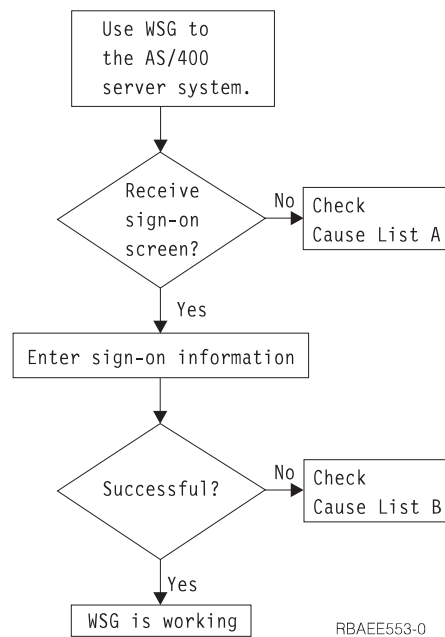 Use WSG to
the AS/400
server system.
Receive
sign-on
screen?
No
Check
Cause List A
Yes
Enter sign-on information
Successful?
No
Check
Cause List B
Yes
WSG is working
RBAEE553-0